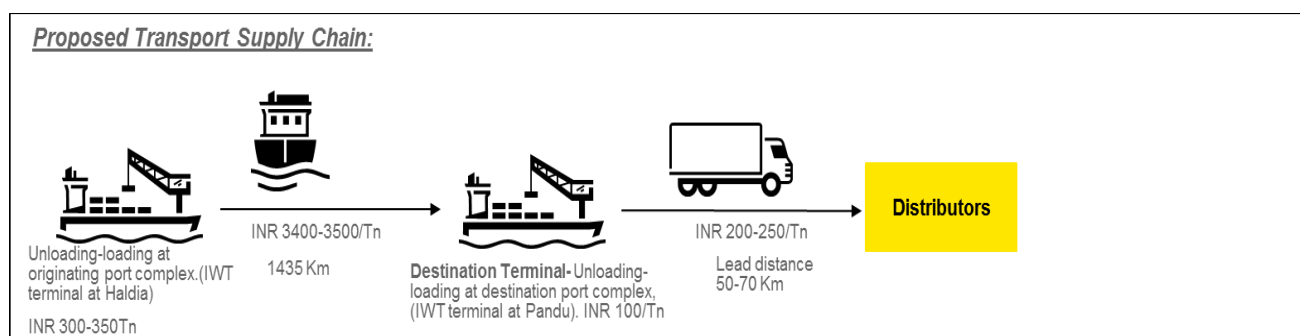 Proposed Transport Supply Chain:
Unloading-loading at
originating port complex.(IWT
terminal at Haldia)
INR 300-350Tn
INR 3400-3500/Tn
1435 Km
Destination Terminal- Unloading-
loading at destination port complex,
(IWT terminal at Pandu). INR 100/Tn
INR 200-250/Tn
Lead distance
50-70 Km
Distributors